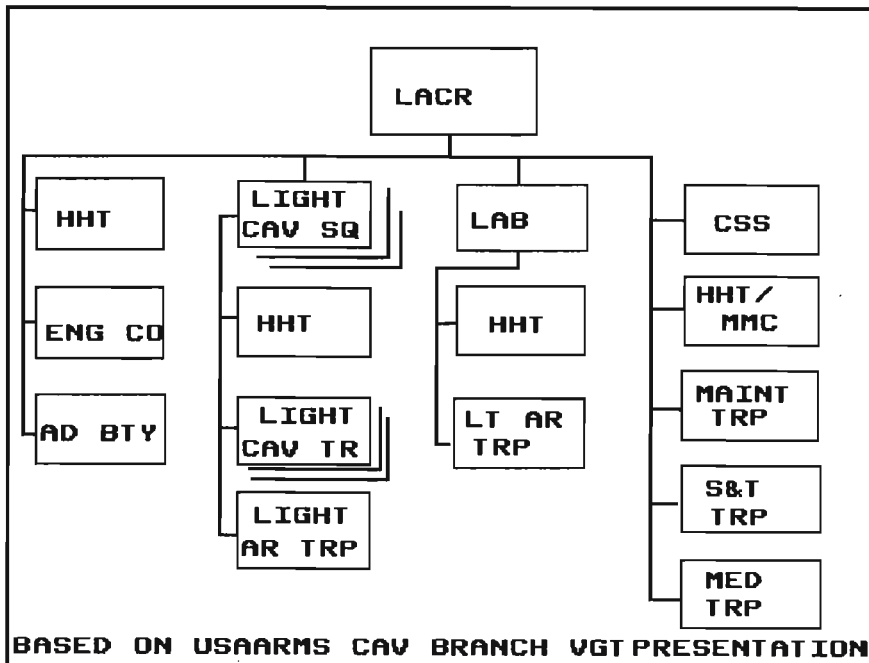 LACR
HHT
ENG CO
AD BTY
LIGHT
CAV SQ
HHT
LIGHT
CAV TR
LIGHT
AR TRP
LAB
HHT
LT AR
TRP
CSS
HHT/
MMC
MAINT
TRP
S&T
TRP
MED
TRP
BASED ON USAARMS CAV BRANCH VGT PRESENTATION